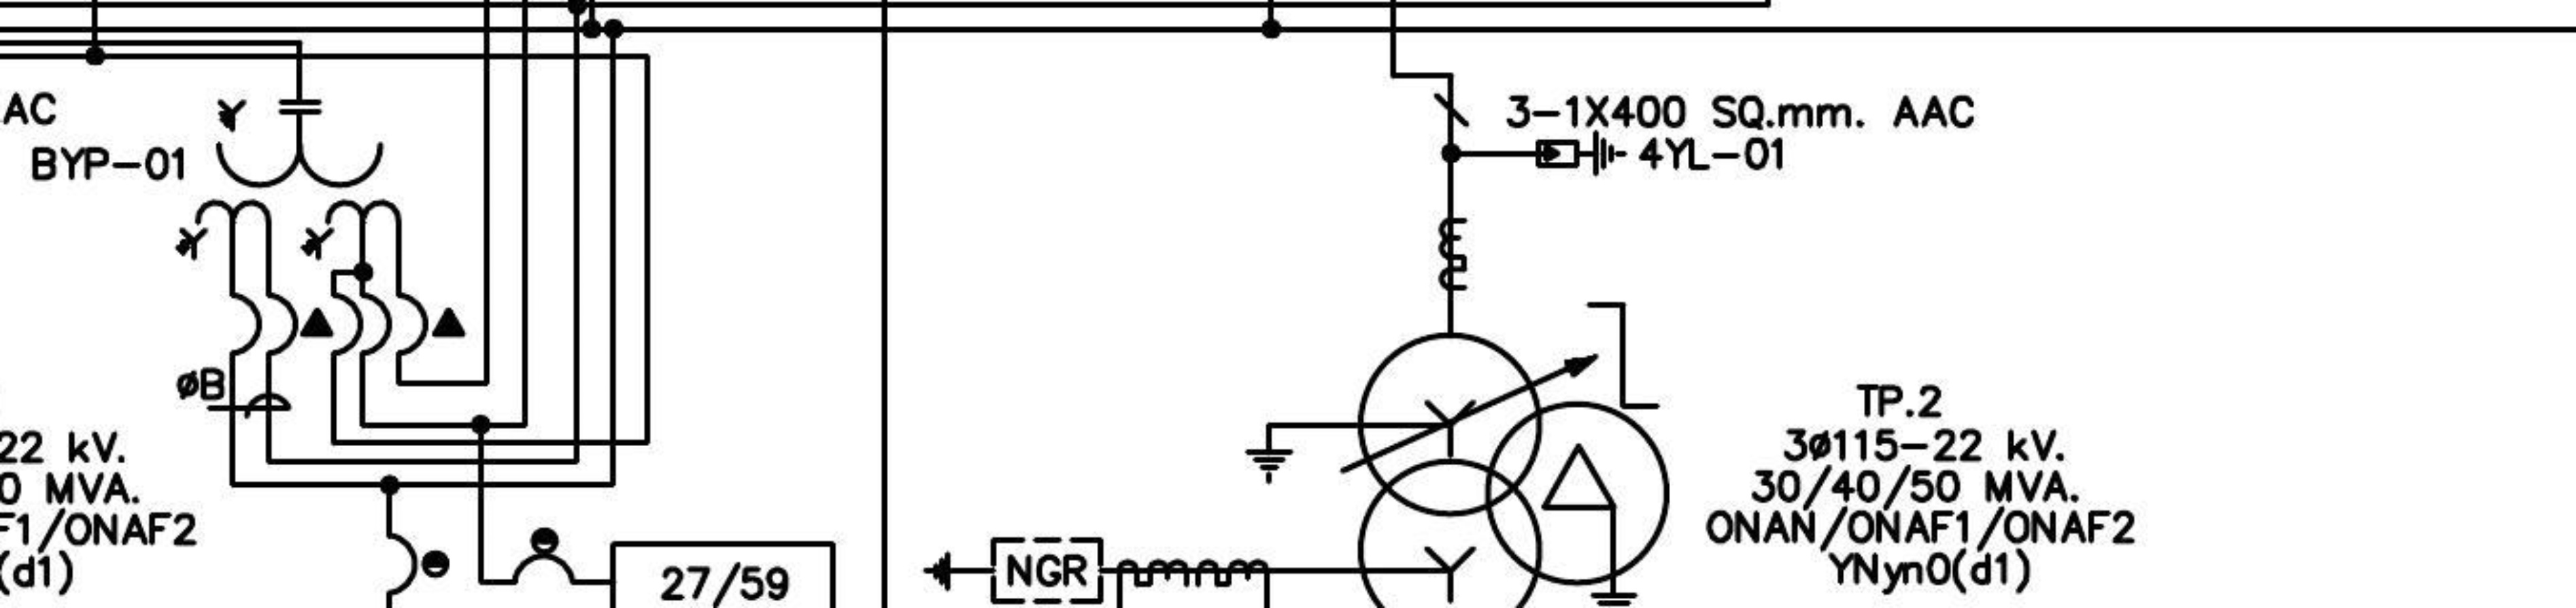 AC
BYP-01
øB
22 kV.
0 MVA.
F1/ONAF2
(d1)
27/59
3-1X400 SQ.mm. AAC
4YL-01
NGR
TP.2
3ø115-22 kV.
30/40/50 MVA.
ONAN/ONAF1/ONAF2
YNyn0(d1)